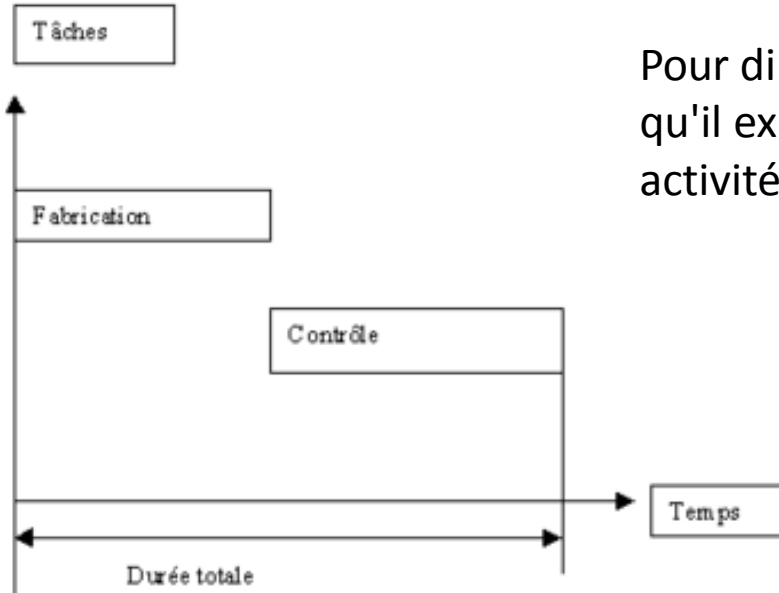 Tâches
Pour di
qu'il ex
activité
Fabrication
Contrôle
Temps
Durée totale